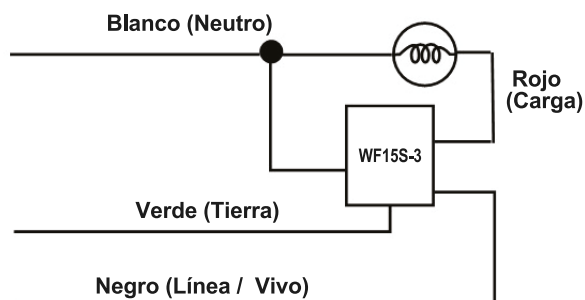 Blanco (Neutro)
Rojo
(Carga)
WF15S-3
Verde (Tierra)
Negro (Línea / Vivo)